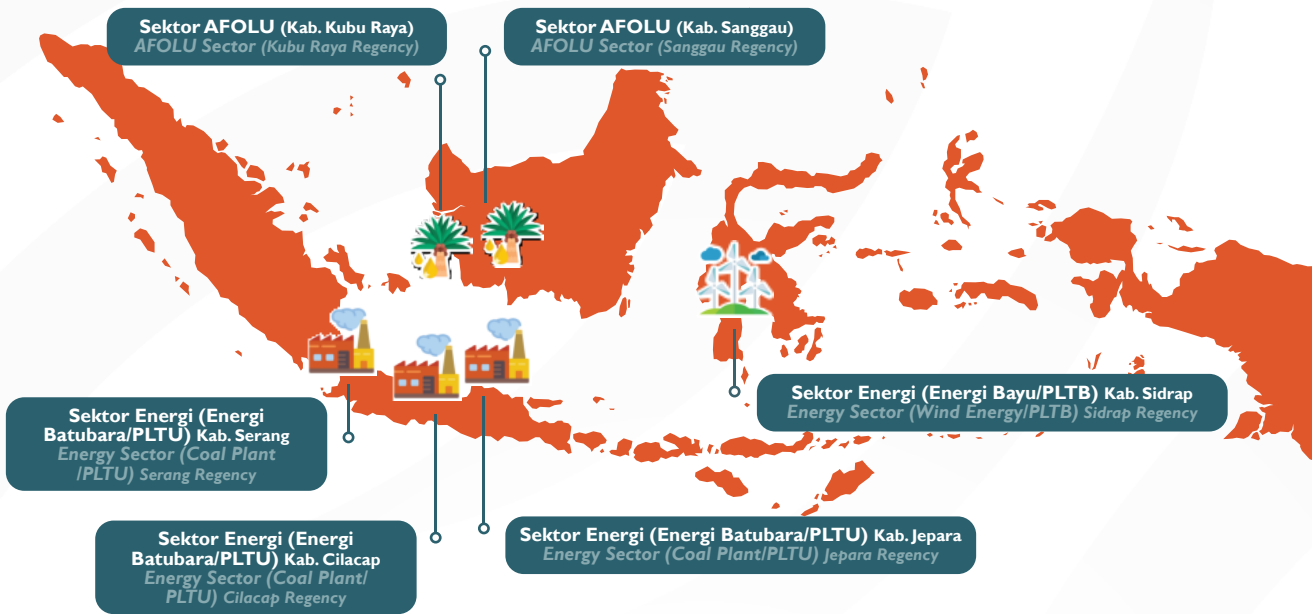 Sektor AFOLU (Kab. Kubu Raya)
AFOLU Sector (Kubu Raya Regency)
Sektor AFOLU (Kab. Sanggau)
AFOLU Sector (Sanggau Regency)
Sektor Energi (Energi Bayu/PLTB) Kab. Sidrap
Energy Sector (Wind Energy/PLTB) Sidrap Regency
Sektor Energi (Energi
Batubara/PLTU) Kab. Serang
Energy Sector (Coal Plant
/PLTU) Serang Regency
Sektor Energi (Energi
Batubara/PLTU) Kab. Cilacap
Energy Sector (Coal Plant/
PLTU) Cilacap Regency
Sektor Energi (Energi Batubara/PLTU) Kab. Jepara
Energy Sector (Coal Plant/PLTU) Jepara Regency